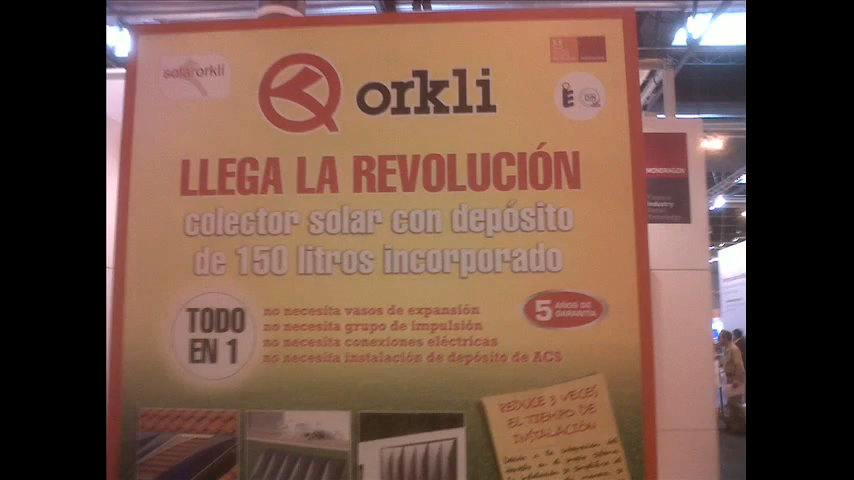 solarorkli
orkli
LLEGA LA REVOLUCIÓN
colector solar con depósito
de 150 litros incorporado
TODO
EN 1
no necesita vasos de expansión
no necesita grupo de impulsión
no necesita conexiones eléctricas
no necesita instalación de depósito de ACS
5 AÑOS DE
GARANTÍA
REDUCE 3 VECES
EL TIEMPO DE
INSTALACIÓN
MONDRAGON
Industry